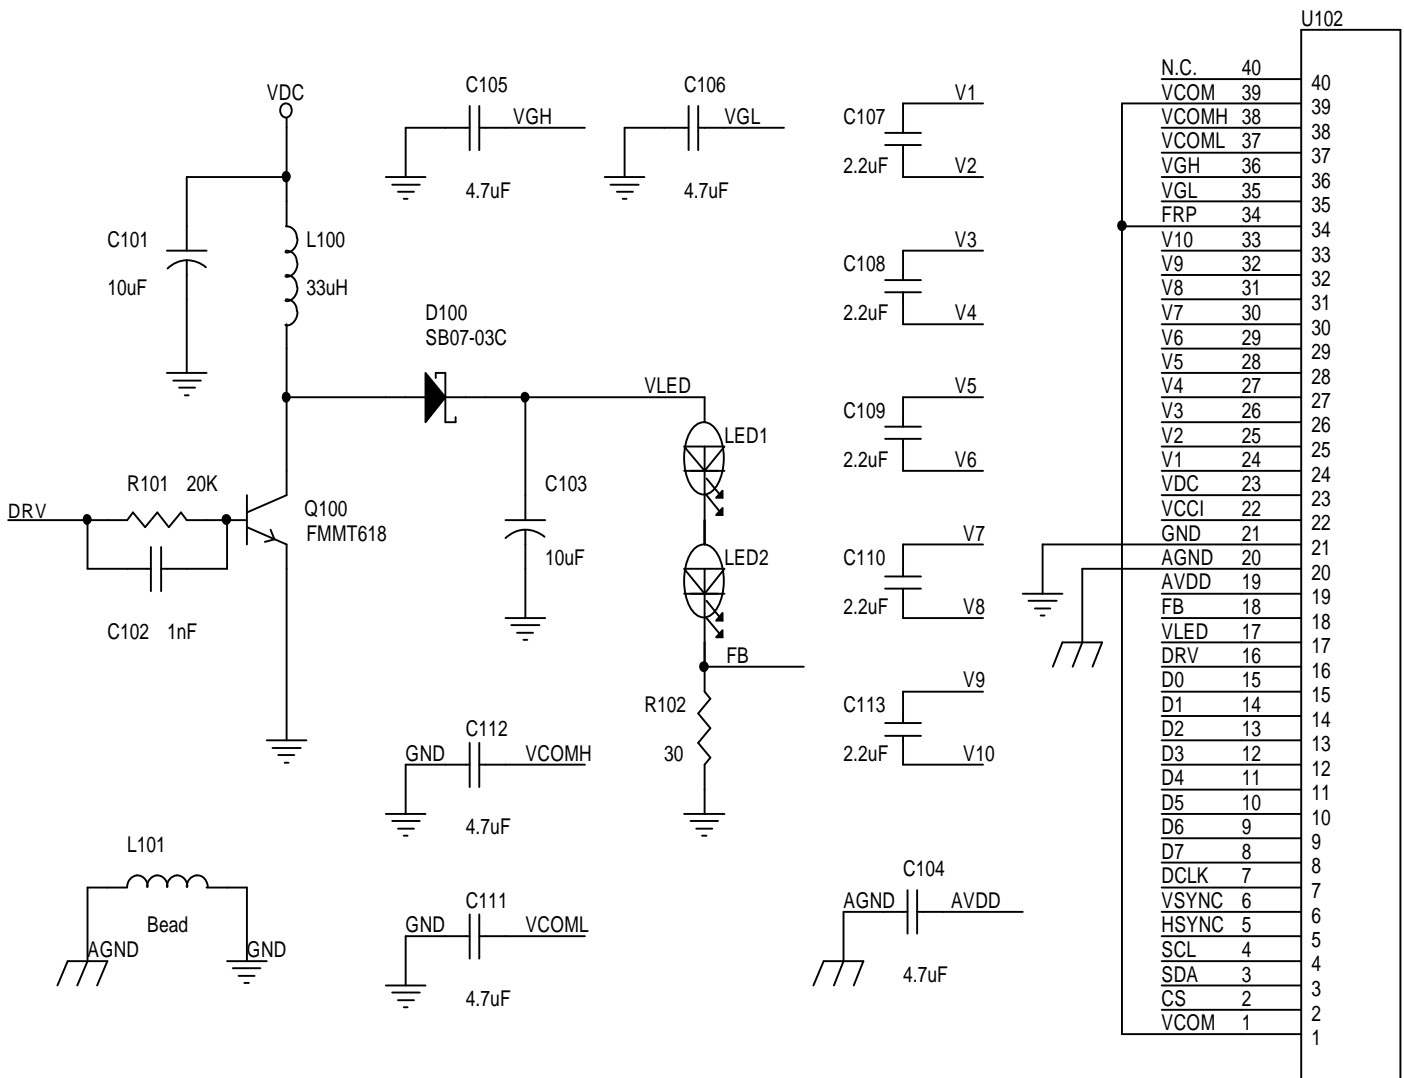 U102
VDC
C101
10uF
L100
33uH
C105
VGH
4.7uF
C106
VGL
4.7uF
C107
2.2uF
V1
V2
C108
2.2uF
V3
V4
D100
SB07-03C
VLED
LED1
LED2
C103
10uF
FB
R102
30
DRV
R101 20K
Q100
FMMT618
C102 1nF
C109
2.2uF
V5
V6
C110
2.2uF
V7
V8
C113
2.2uF
V9
V10
C112
GND
VCOMH
4.7uF
L101
Bead
AGND
GND
C111
GND
VCOML
4.7uF
C104
AGND
AVDD
4.7uF
N.C. 40 40
VCOM 39 39
VCOMH 38 38
VCOML 37 37
VGH 36 36
VGL 35 35
FRP 34 34
V10 33 33
V9 32 32
V8 31 31
V7 30 30
V6 29 29
V5 28 28
V4 27 27
V3 26 26
V2 25 25
V1 24 24
VDC 23 23
VCCI 22 22
GND 21 21
AGND 20 20
AVDD 19 19
FB 18 18
VLED 17 17
DRV 16 16
D0 15 15
D1 14 14
D2 13 13
D3 12 12
D4 11 11
D5 10 10
D6 9 9
D7 8 8
DCLK 7 7
VSYNC 6 6
HSYNC 5 5
SCL 4 4
SDA 3 3
CS 2 2
VCOM 1 1